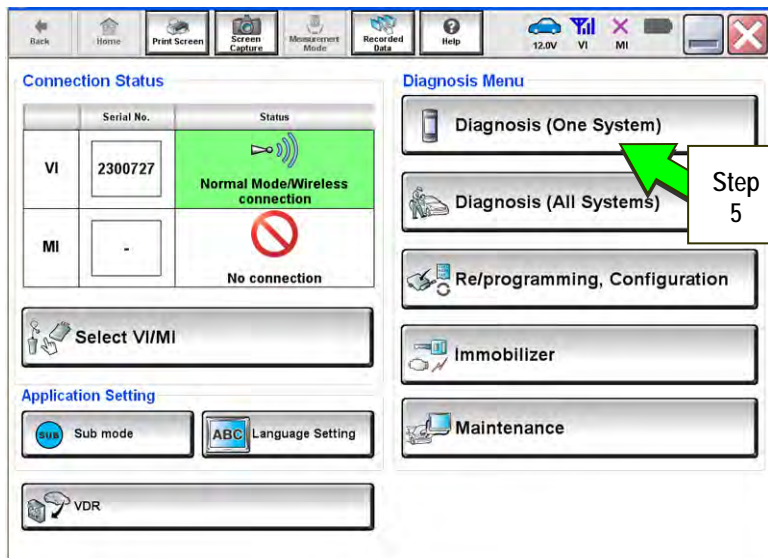 Back
Home
Print Screen
Screen
Capture
Measurement
Mode
Recorded
Data
Help
12.0V
VI
MI
Connection Status
Serial No.
Status
VI
2300727
Normal Mode/Wireless
connection
MI
-
No connection
Select VI/MI
Application Setting
SUB
Sub mode
ABC
Language Setting
VDR
Diagnosis Menu
Diagnosis (One System)
Step
5
Diagnosis (All Systems)
Re/programming, Configuration
Immobilizer
Maintenance